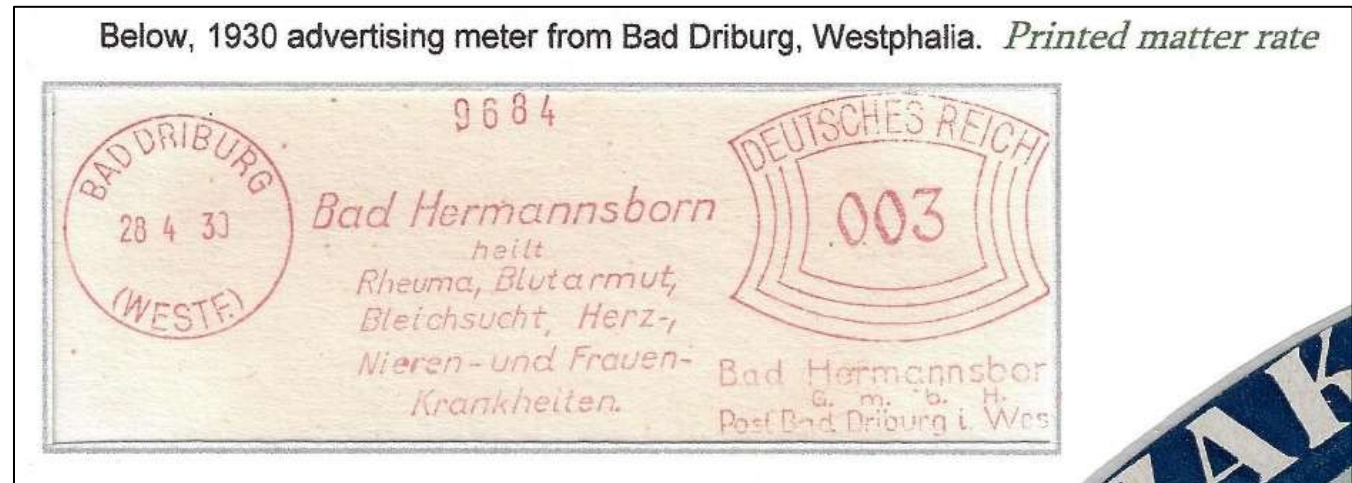 Below, 1930 advertising meter from Bad Driburg, Westphalia. Printed matter rate
9684
BAD DRIBURG
28 4 30
(WESTF.)
Bad Hermannsborn
heilt
Rheuma, Blutarmut,
Bleichsucht, Herz-,
Nieren- und Frauen-
Krankheiten.
DEUTSCHES REICH
003
Bad Hermannsbor
G. m. b. H.
Post Bad Driburg i. Wes
ZAK